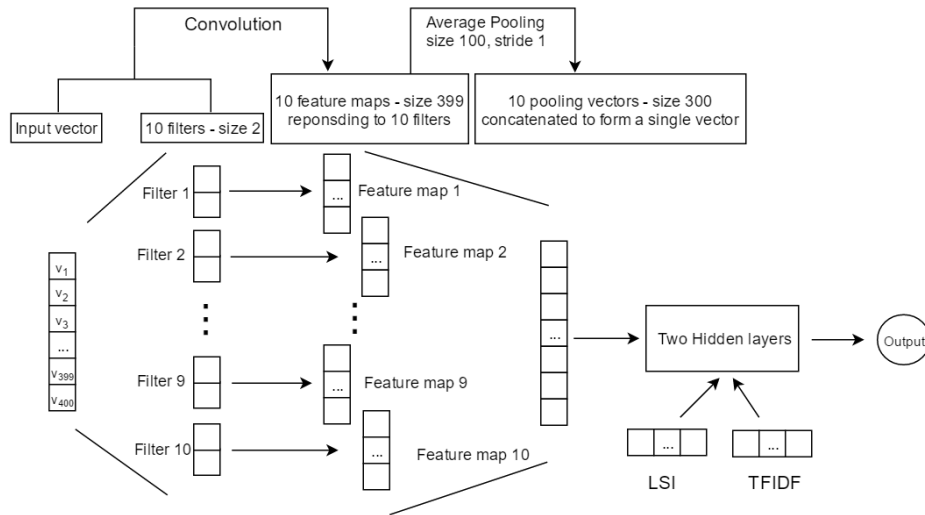 Convolution
Average Pooling
size 100, stride 1
Input vector
10 filters - size 2
10 feature maps - size 399
reponsding to 10 filters
10 pooling vectors - size 300
concatenated to form a single vector
Filter 1
Feature map 1
...
Filter 2
Feature map 2
...
v1
v2
v3
...
v399
v400
Filter 9
Feature map 9
...
Filter 10
Feature map 10
...
...
Two Hidden layers
Output
...
LSI
...
TFIDF